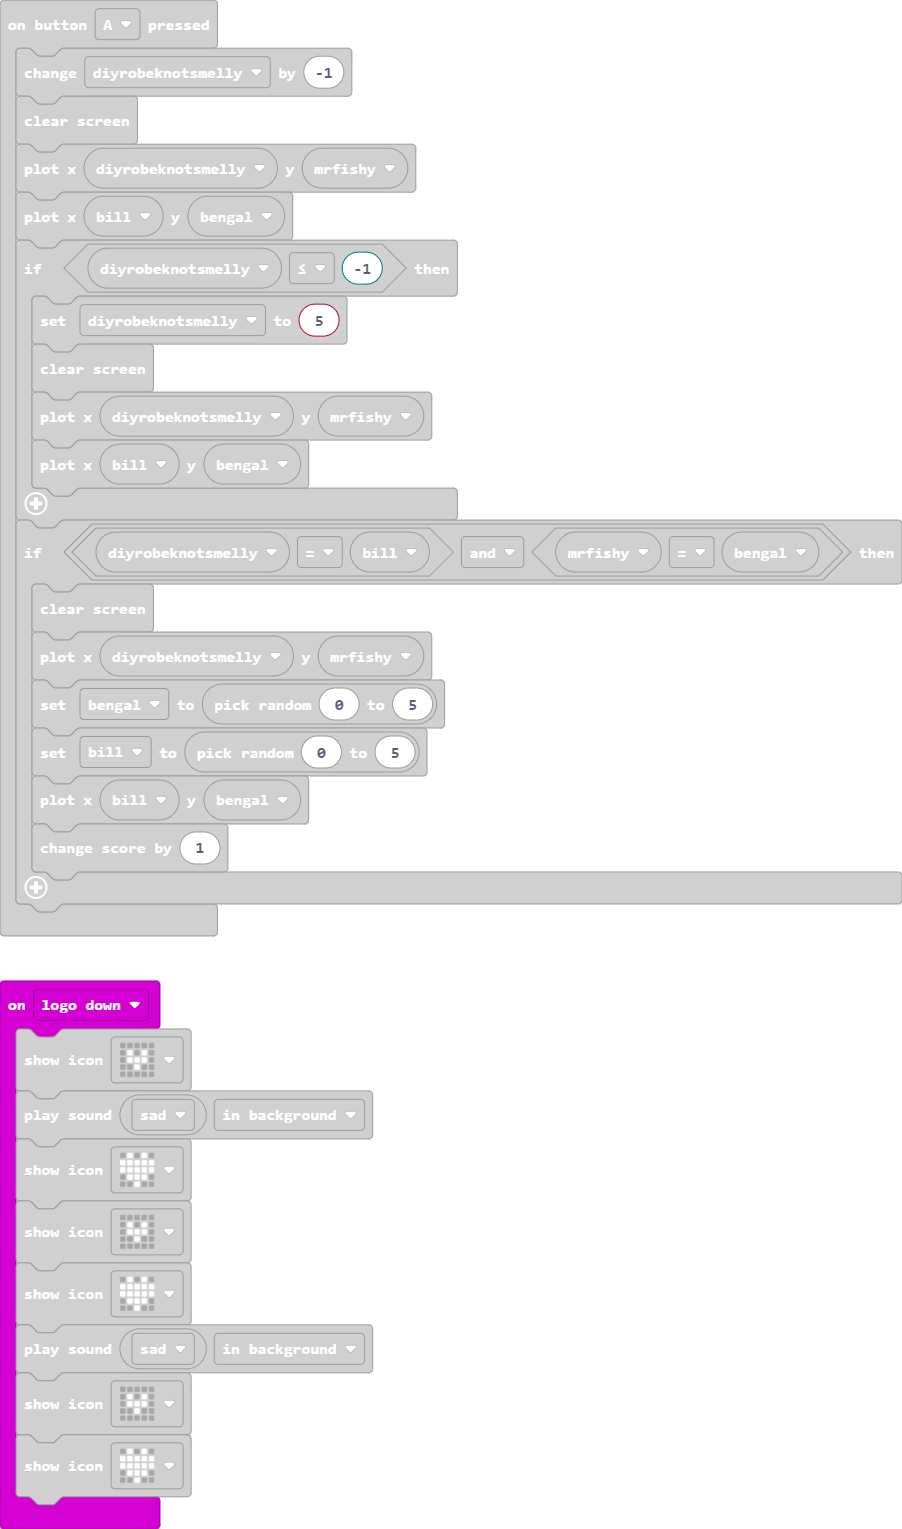 on button A pressed
change diyrobeknotsmelly by -1
clear screen
plot x diyrobeknotsmelly y mrfishy
plot x bill y bengal
if diyrobeknotsmelly ≤ -1 then
set diyrobeknotsmelly to 5
clear screen
plot x diyrobeknotsmelly y mrfishy
plot x bill y bengal
if diyrobeknotsmelly = bill and mrfishy = bengal then
clear screen
plot x diyrobeknotsmelly y mrfishy
set bengal to pick random 0 to 5
set bill to pick random 0 to 5
plot x bill y bengal
change score by 1
on logo down
show icon
play sound sad in background
show icon
show icon
show icon
play sound sad in background
show icon
show icon